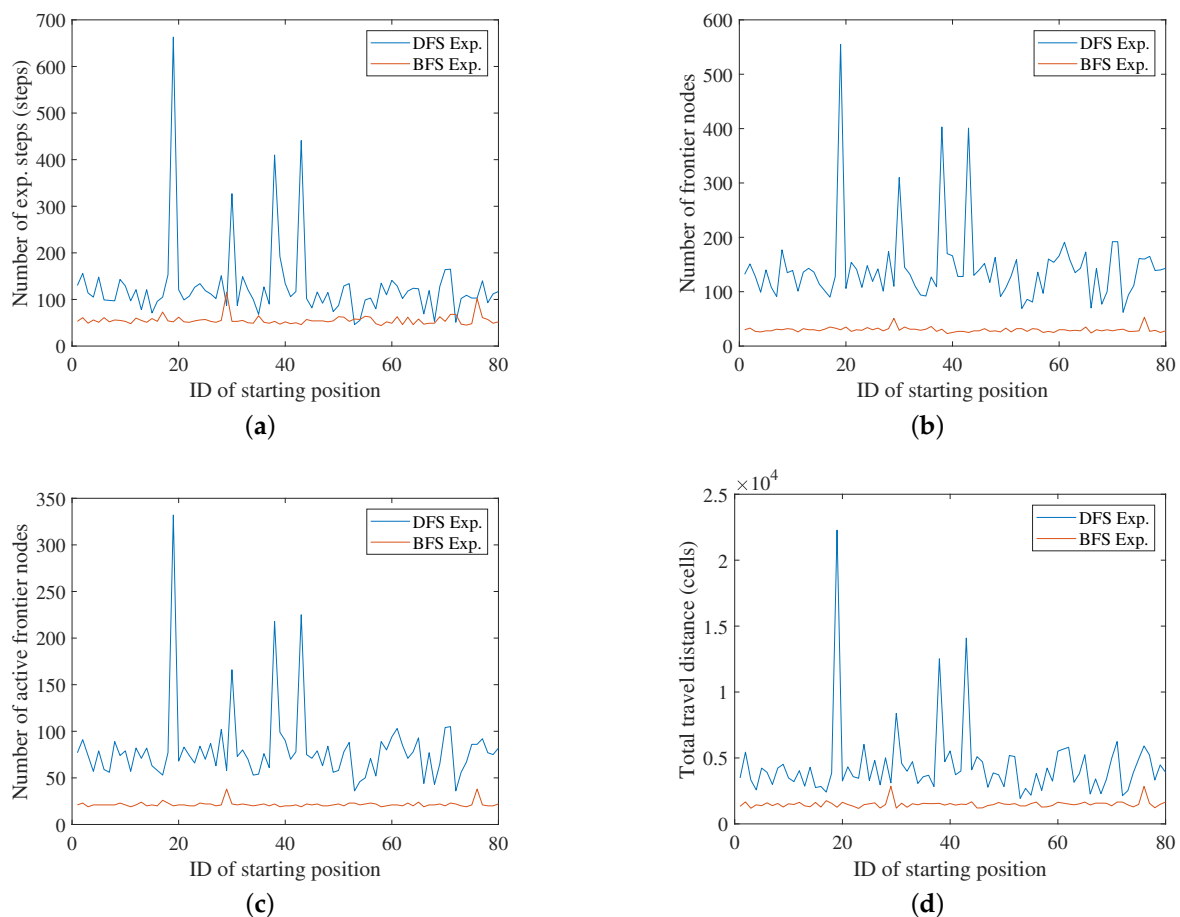 700
600
500
400
300
200
100
0
Number of exp. steps (steps)
DFS Exp.
BFS Exp.
0 20 40 60 80
ID of starting position
(a)
600
500
400
300
200
100
0
Number of frontier nodes
DFS Exp.
BFS Exp.
0 20 40 60 80
ID of starting position
(b)
350
300
250
200
150
100
50
0
Number of active frontier nodes
DFS Exp.
BFS Exp.
0 20 40 60 80
ID of starting position
(c)
×10⁴
2.5
2
1.5
1
0.5
0
Total travel distance (cells)
DFS Exp.
BFS Exp.
0 20 40 60 80
ID of starting position
(d)